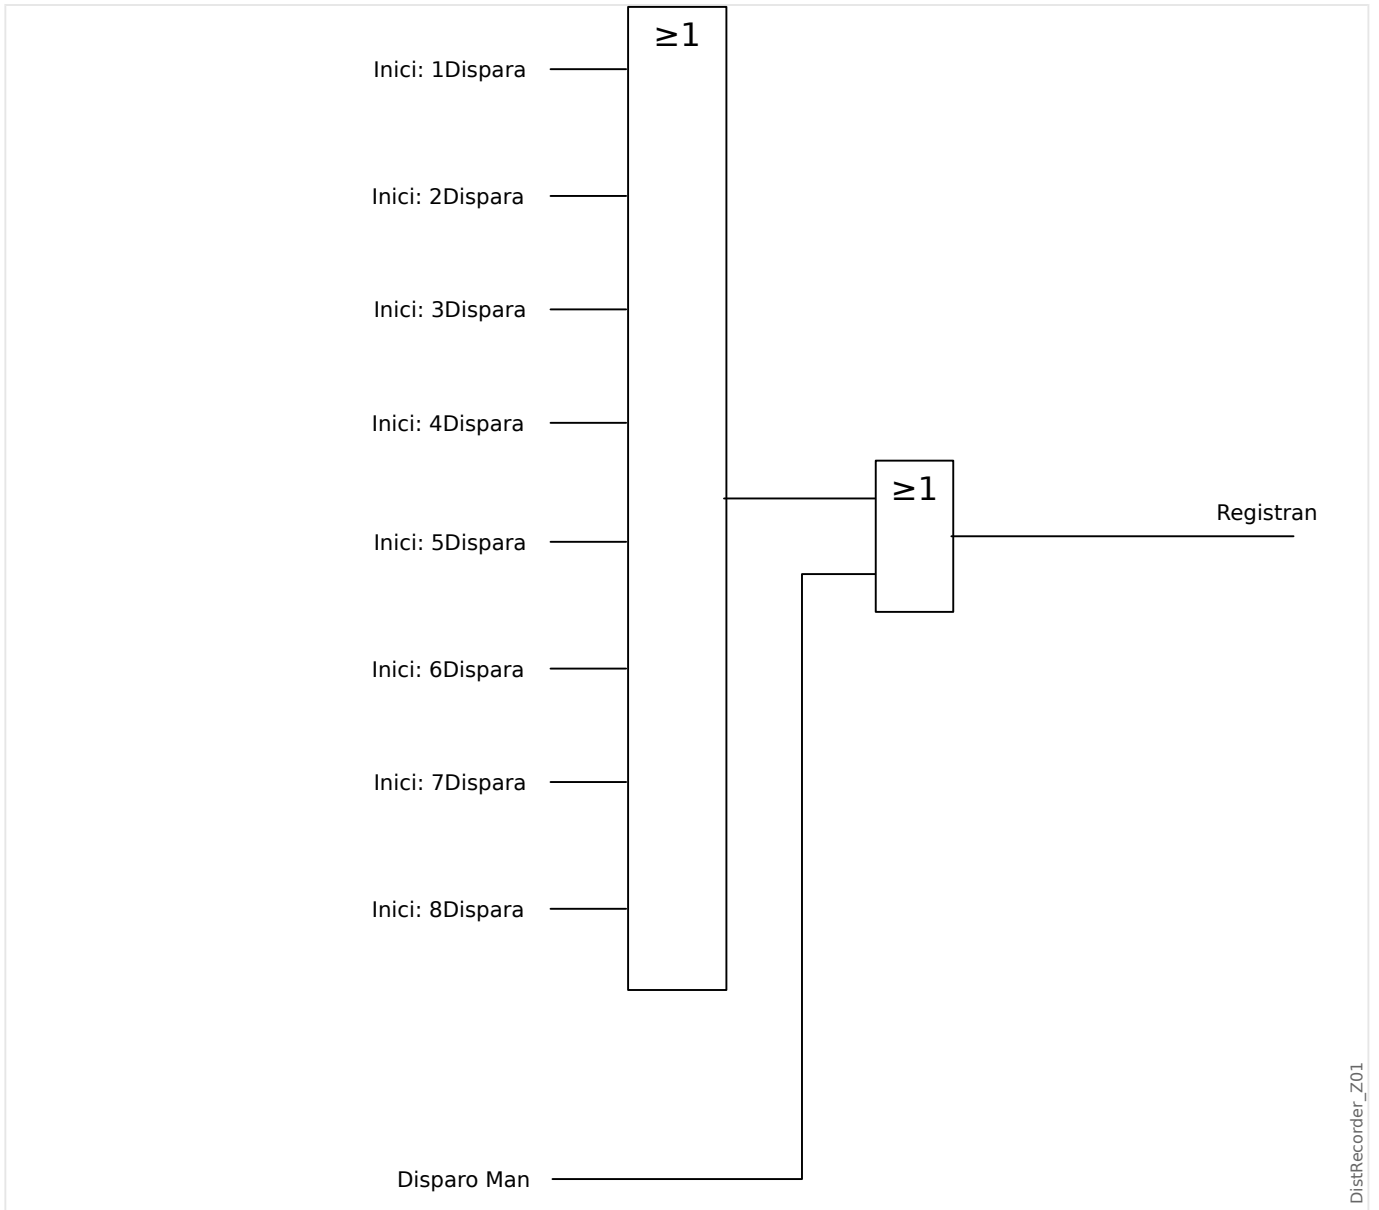 ≥1
Inici: 1Dispara
Inici: 2Dispara
Inici: 3Dispara
Inici: 4Dispara
≥1
Registran
Inici: 5Dispara
Inici: 6Dispara
Inici: 7Dispara
Inici: 8Dispara
Disparo Man
DistRecorder_Z01